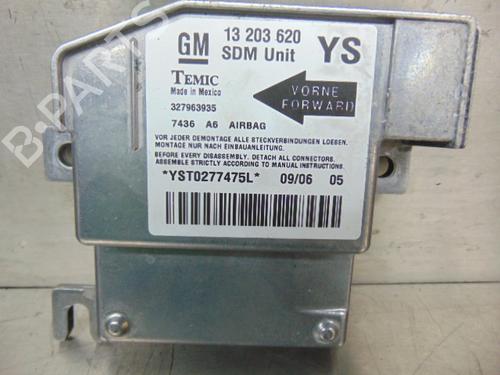 GM 13 203 620 YS
SDM Unit
TEMIC
Made in Mexico
VORNE
FORWARD
327963935
7436 A6 AIRBAG
VOR JEDER DEMONTAGE ALLE STECKVERBINDUNGEN LOESEN.
MONTAGE NUR NACH EINBAUANLEITUNG.
BEFORE EVERY DISASSEMBLY, DETACH ALL CONNECTORS.
ASSEMBLE STRICTLY ACCORDING TO MANUAL INSTRUCTIONS.
*YST0277475L* 09/06 05
B-PARTS